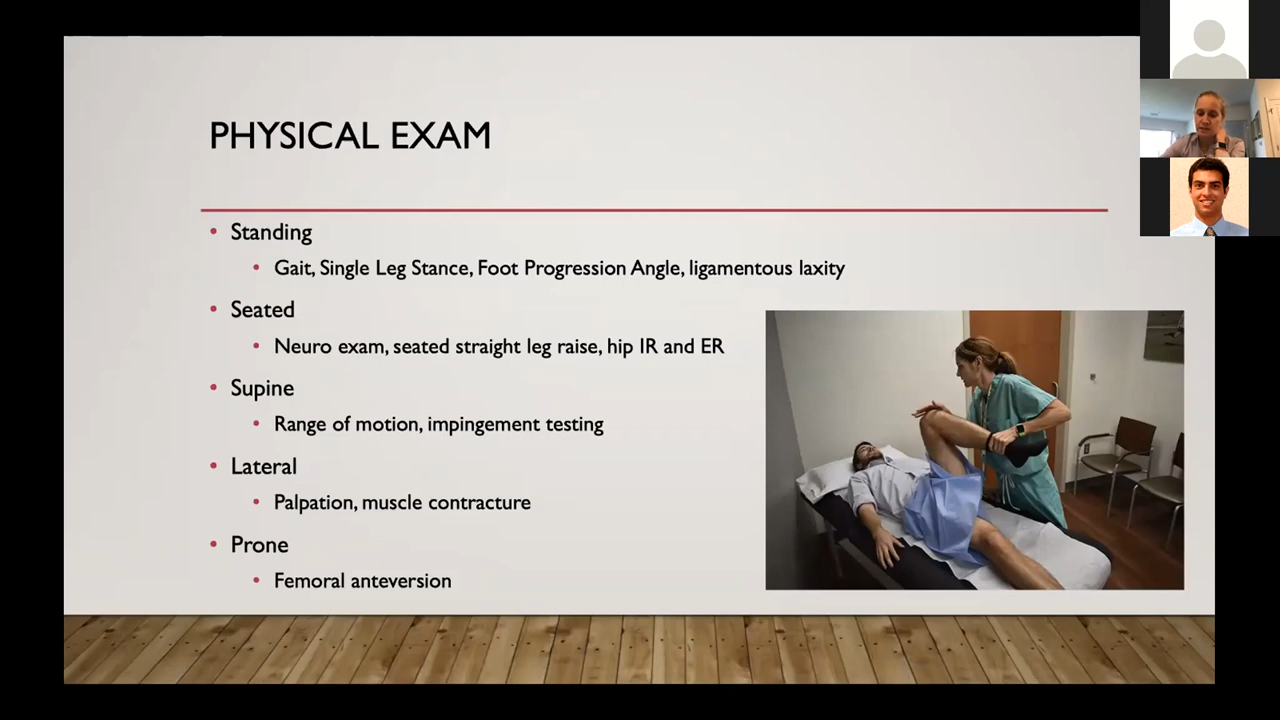 PHYSICAL EXAM
• Standing
• Gait, Single Leg Stance, Foot Progression Angle, ligamentous laxity
• Seated
• Neuro exam, seated straight leg raise, hip IR and ER
• Supine
• Range of motion, impingement testing
• Lateral
• Palpation, muscle contracture
• Prone
• Femoral anteversion